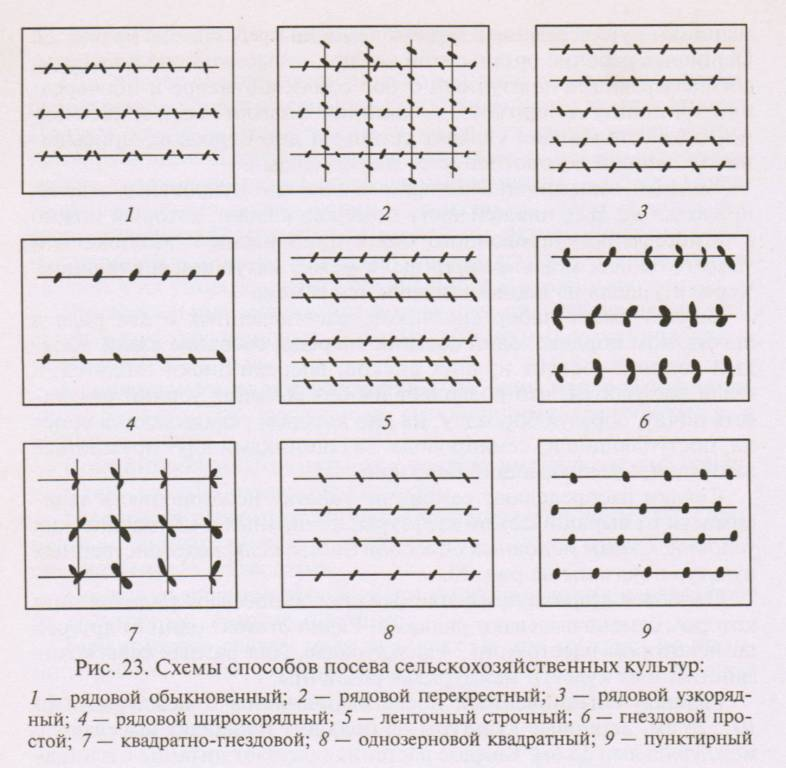 1
2
3
4
5
6
7
8
9
Рис. 23. Схемы способов посева сельскохозяйственных культур:
1 — рядовой обыкновенный; 2 — рядовой перекрестный; 3 — рядовой узкоряд-
ный; 4 — рядовой широкорядный; 5 — ленточный строчный; 6 — гнездовой про-
стой; 7 — квадратно-гнездовой; 8 — однозерновой квадратный; 9 — пунктирный